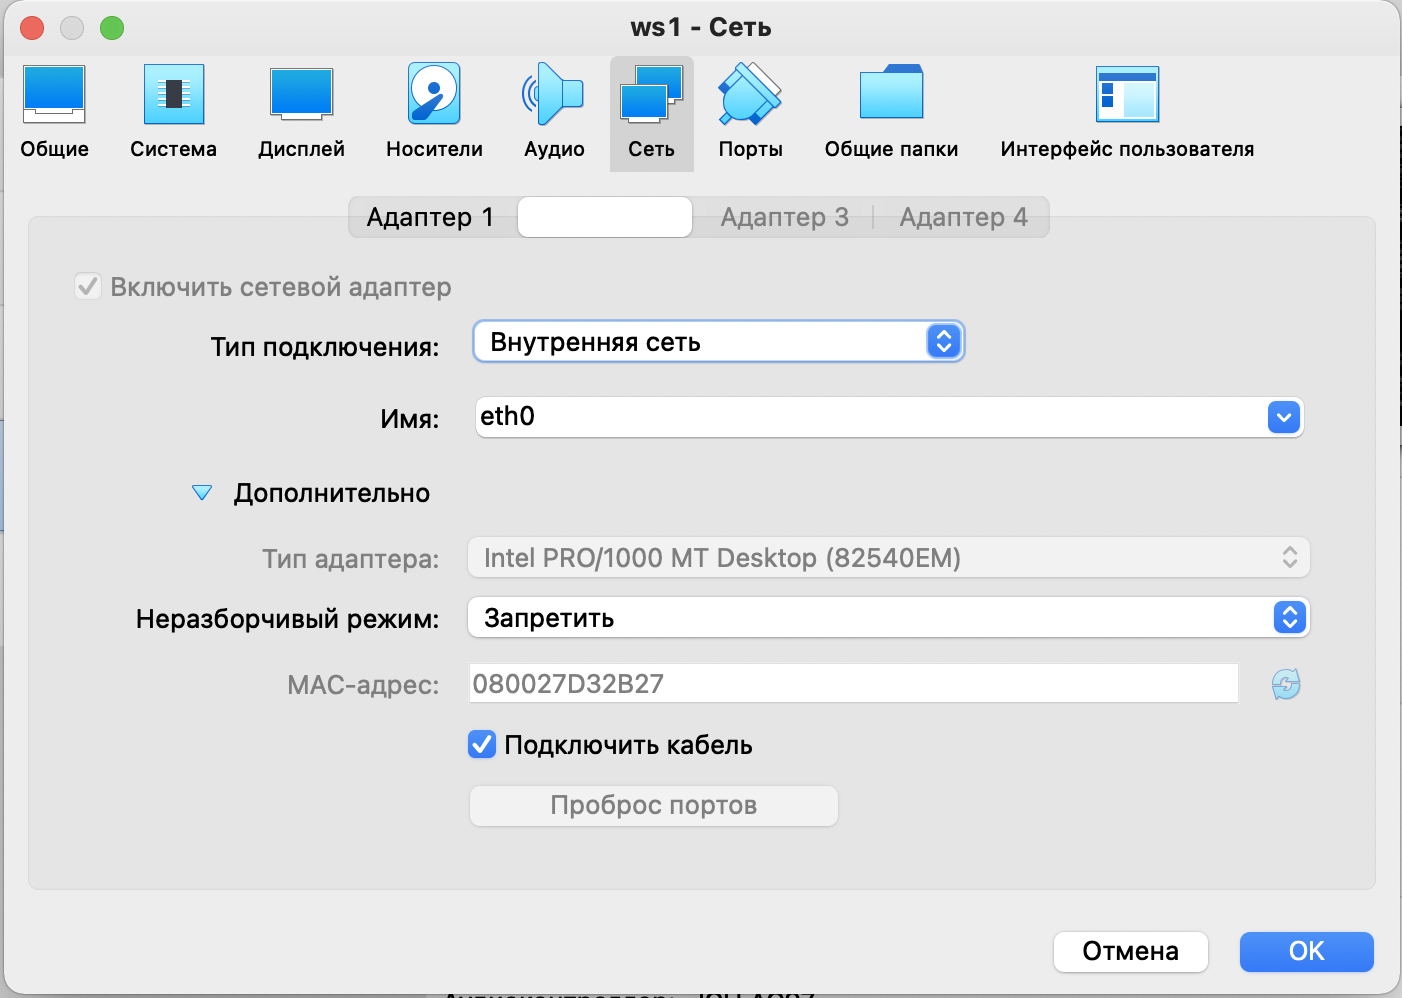 ws1 - Сеть
Общие Система Дисплей Носители Аудио Сеть Порты Общие папки Интерфейс пользователя
Адаптер 1 Адаптер 3 Адаптер 4
Включить сетевой адаптер
Тип подключения: Внутренняя сеть
Имя: eth0
Дополнительно
Тип адаптера: Intel PRO/1000 MT Desktop (82540EM)
Неразборчивый режим: Запретить
MAC-адрес: 080027D32B27
Подключить кабель
Проброс портов
Отмена OK